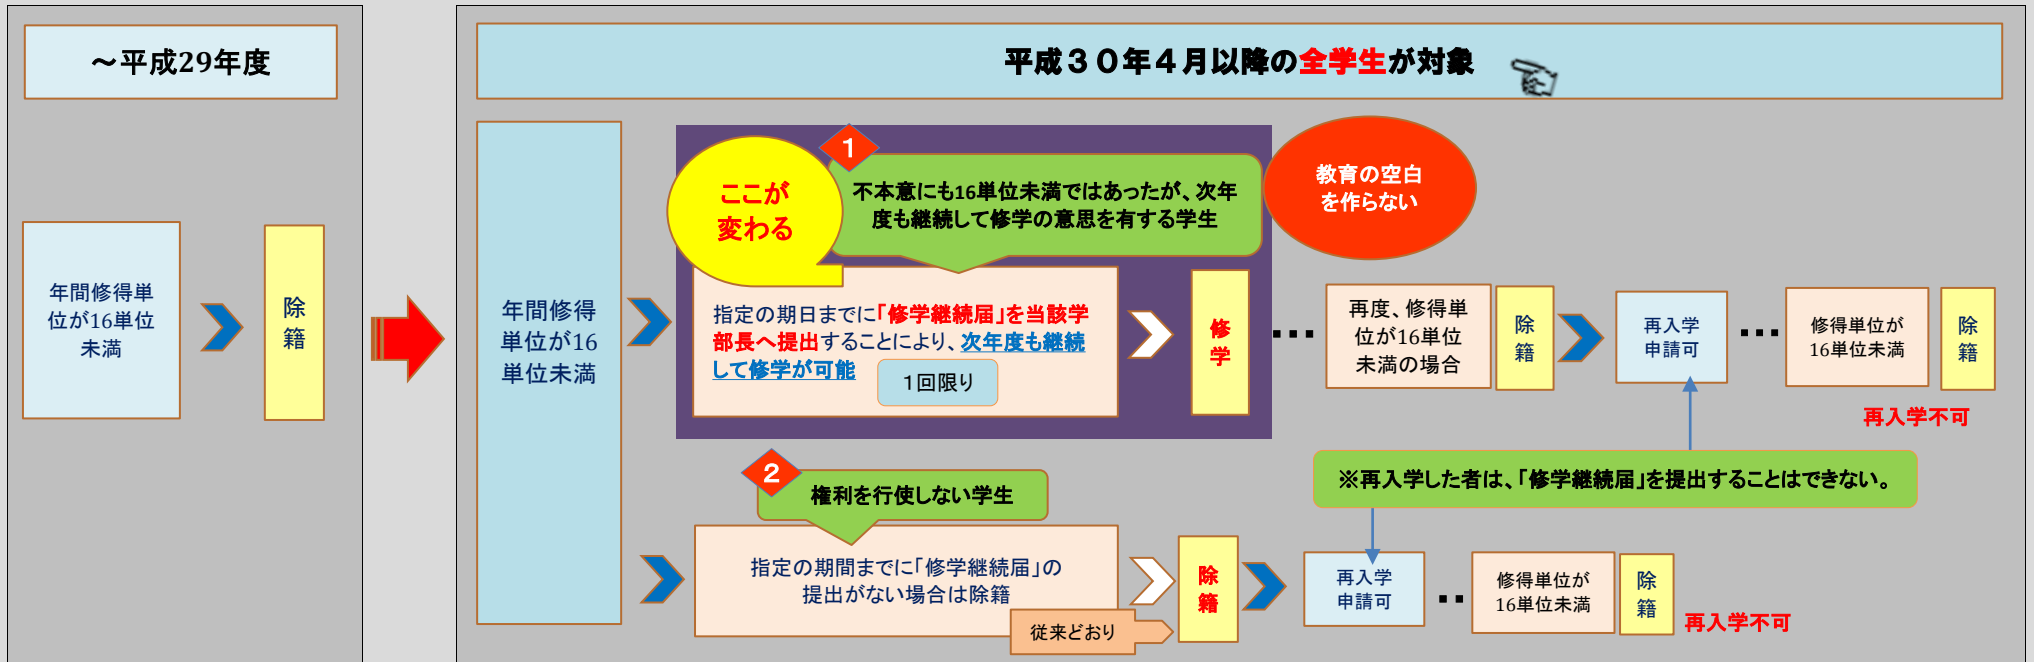 ～平成29年度
年間修得単
位が16単位
未満
除
籍
平成３０年４月以降の全学生が対象
年間修得
単位が16
単位未満
ここが
変わる
1
不本意にも16単位未満ではあったが、次年
度も継続して修学の意思を有する学生
教育の空白
を作らない
指定の期日までに「修学継続届」を当該学
部長へ提出することにより、次年度も継続
して修学が可能
１回限り
修
学
…
再度、修得単
位が16単位
未満の場合
除
籍
再入学
申請可
…
修得単位が
16単位未満
除
籍
再入学不可
※再入学した者は、「修学継続届」を提出することはできない。
2
権利を行使しない学生
指定の期間までに「修学継続届」の
提出がない場合は除籍
従来どおり
除
籍
再入学
申請可
‥
修得単位が
16単位未満
除
籍
再入学不可